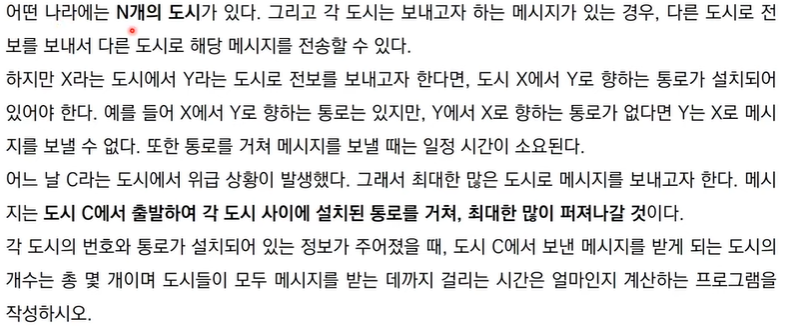 어떤 나라에는 N개의 도시가 있다. 그리고 각 도시는 보내고자 하는 메시지가 있는 경우, 다른 도시로 전
보를 보내서 다른 도시로 해당 메시지를 전송할 수 있다.
하지만 X라는 도시에서 Y라는 도시로 전보를 보내고자 한다면, 도시 X에서 Y로 향하는 통로가 설치되어
있어야 한다. 예를 들어 X에서 Y로 향하는 통로는 있지만, Y에서 X로 향하는 통로가 없다면 Y는 X로 메시
지를 보낼 수 없다. 또한 통로를 거쳐 메시지를 보낼 때는 일정 시간이 소요된다.
어느 날 C라는 도시에서 위급 상황이 발생했다. 그래서 최대한 많은 도시로 메시지를 보내고자 한다. 메시
지는 도시 C에서 출발하여 각 도시 사이에 설치된 통로를 거쳐, 최대한 많이 퍼져나갈 것이다.
각 도시의 번호와 통로가 설치되어 있는 정보가 주어졌을 때, 도시 C에서 보낸 메시지를 받게 되는 도시의
개수는 총 몇 개이며 도시들이 모두 메시지를 받는 데까지 걸리는 시간은 얼마인지 계산하는 프로그램을
작성하시오.